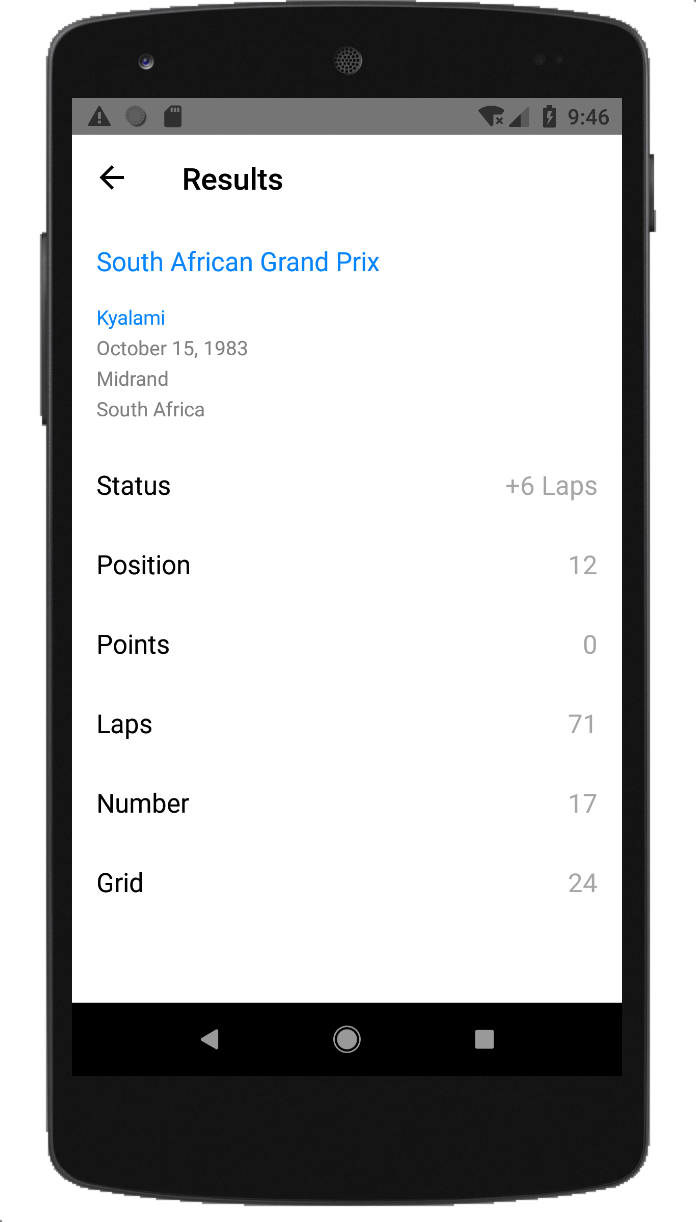 9:46
Results
South African Grand Prix
Kyalami
October 15, 1983
Midrand
South Africa
Status +6 Laps
Position 12
Points 0
Laps 71
Number 17
Grid 24